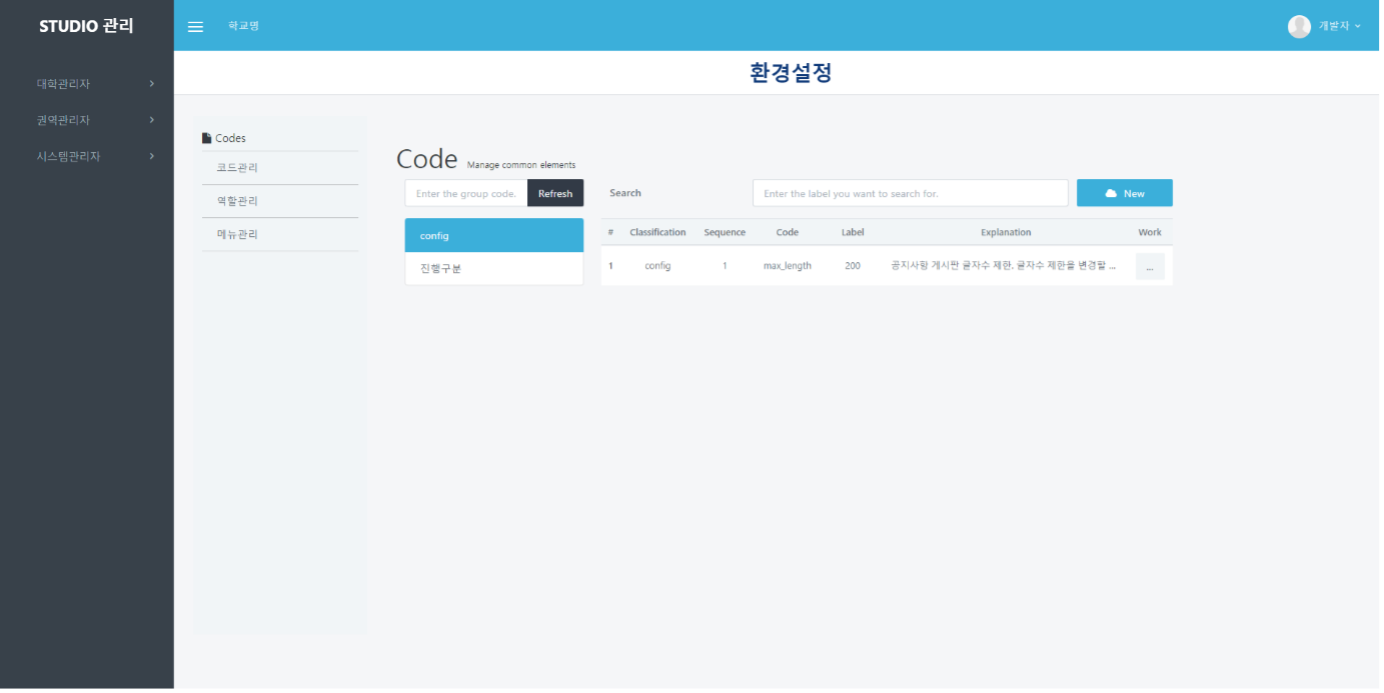 STUDIO 관리
학교명
개발자
환경설정
대학관리자
권역관리자
시스템관리자
Codes
코드관리
역할관리
메뉴관리
Code Manage common elements
Enter the group code. Refresh
config
진행구분
Search Enter the label you want to search for. New
# Classification Sequence Code Label Explanation Work
1 config 1 max_length 200 공지사항 게시판 글자수 제한, 글자수 제한을 변경할 ... ...